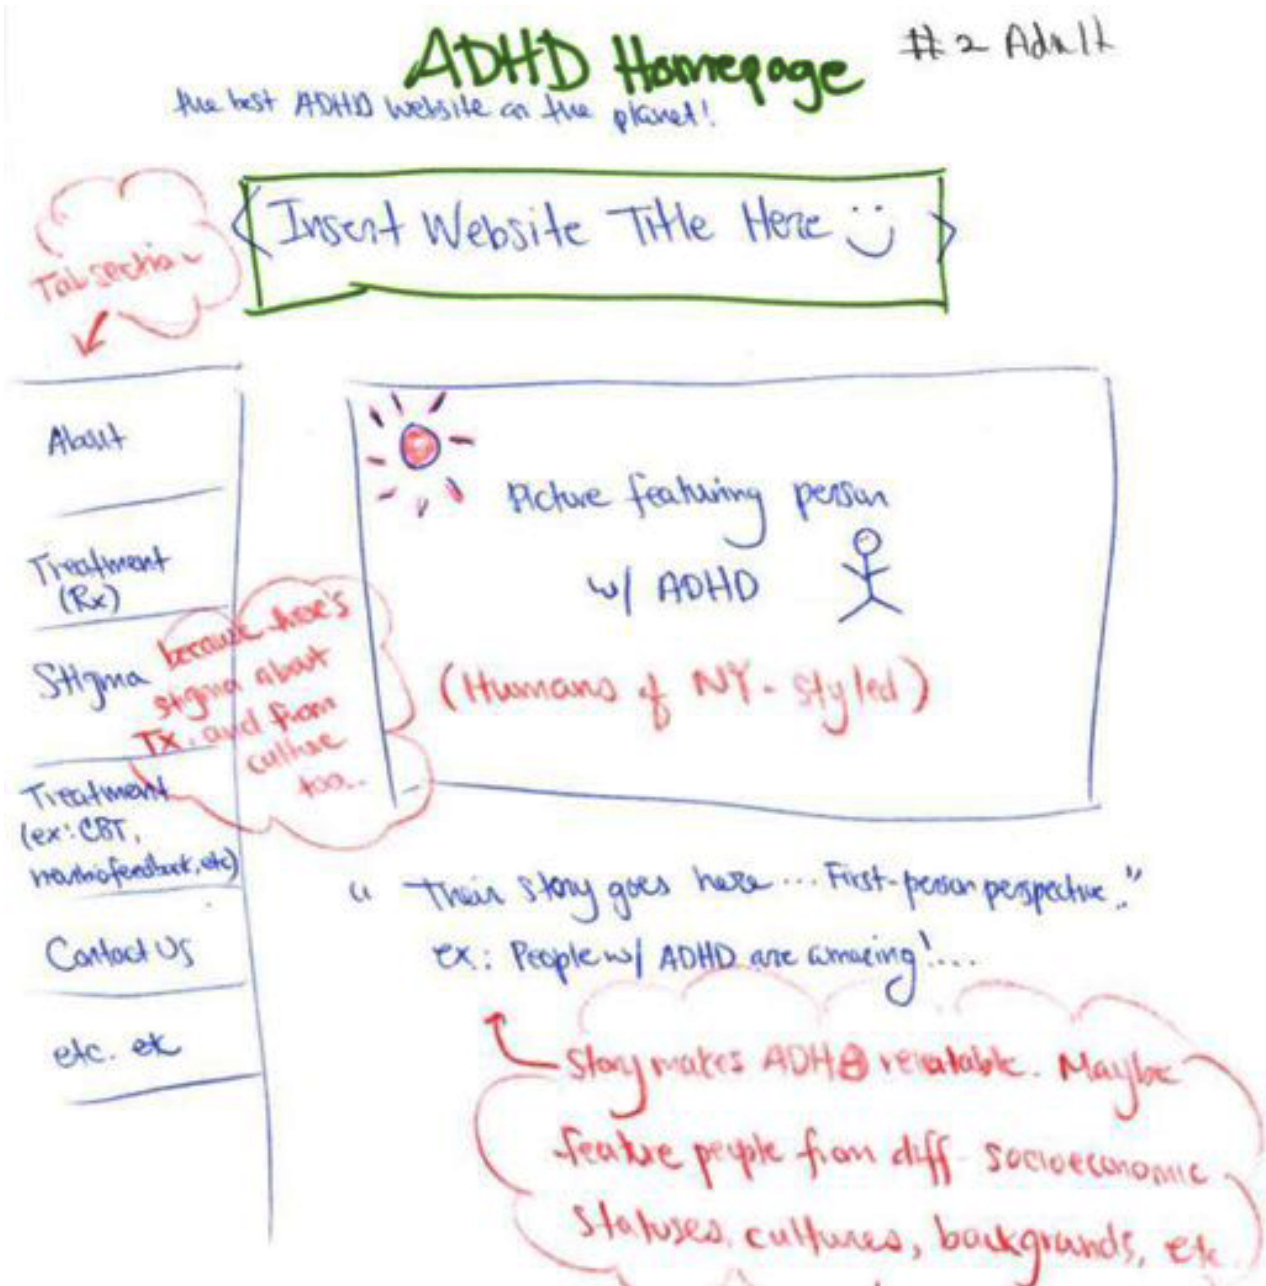 ADHD Homepage
#2 Adult
the best ADHD website on the planet!
Insert Website Title Here
Tab section
About
Treatment
(Rx)
Stigma
because there's
stigma about
Tx. and from
culture
too..
Treatment
(ex: CBT,
neurofeedback, etc)
Contact Us
etc. etc
Picture featuring person
w/ ADHD
(Humans of NY-styled)
"Their story goes here... First-person perspective."
ex: People w/ ADHD are amazing!...
Story makes ADHD relatable. Maybe
feature people from diff socioeconomic
statuses, cultures, backgrounds, etc.